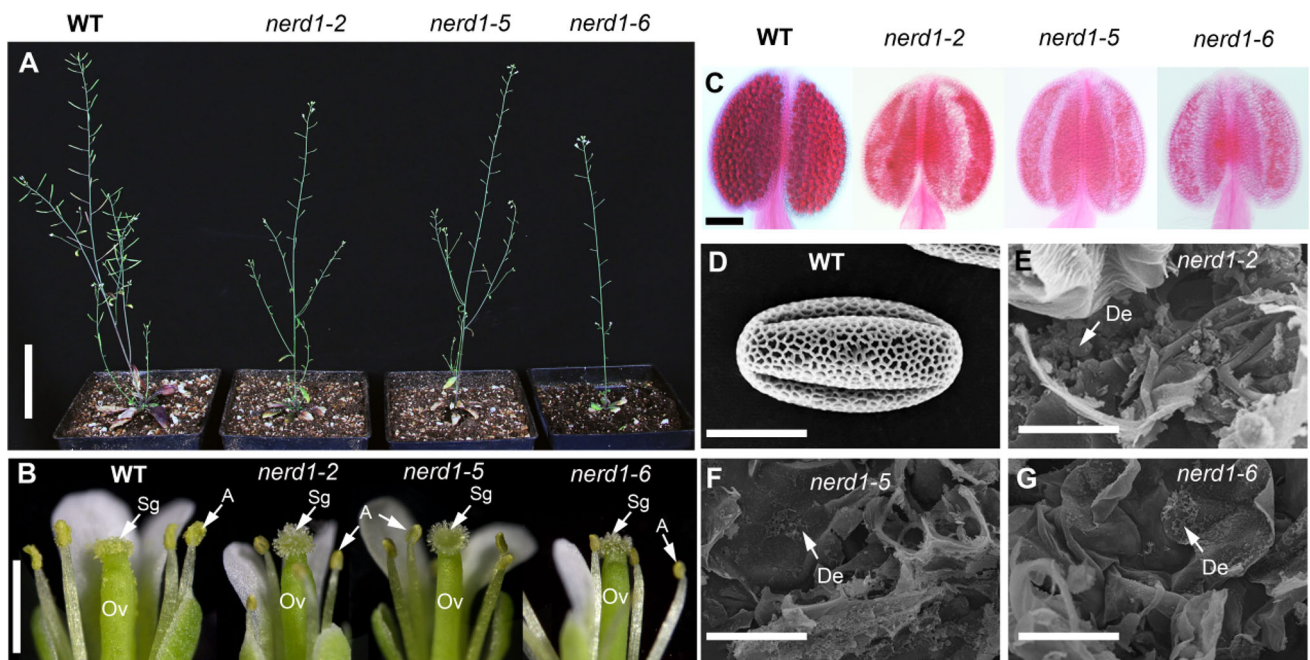 WT nerd1-2 nerd1-5 nerd1-6
A
B WT nerd1-2 nerd1-5 nerd1-6
Sg A Sg A Sg Sg A
Ov Ov Ov Ov
WT nerd1-2 nerd1-5 nerd1-6
C
D WT
E nerd1-2
De
F nerd1-5
De
G nerd1-6
De